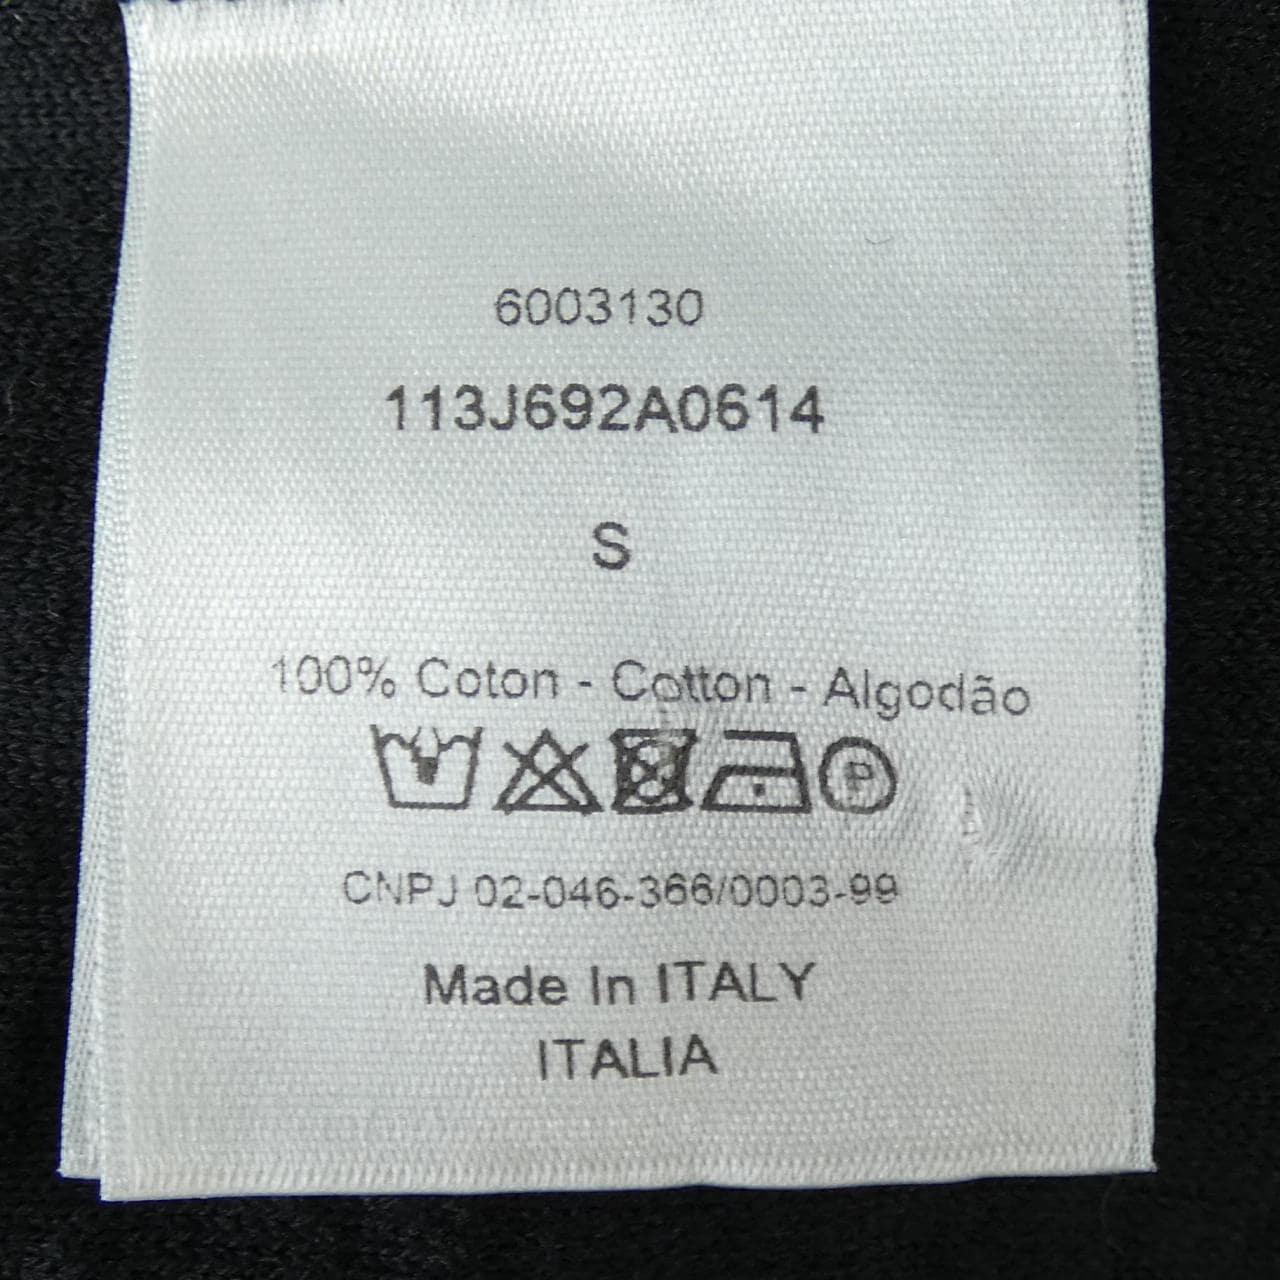 6003130
113J692A0614
S
100% Coton - Cotton - Algodão
P
CNPJ 02-046-366/0003-99
Made In ITALY
ITALIA